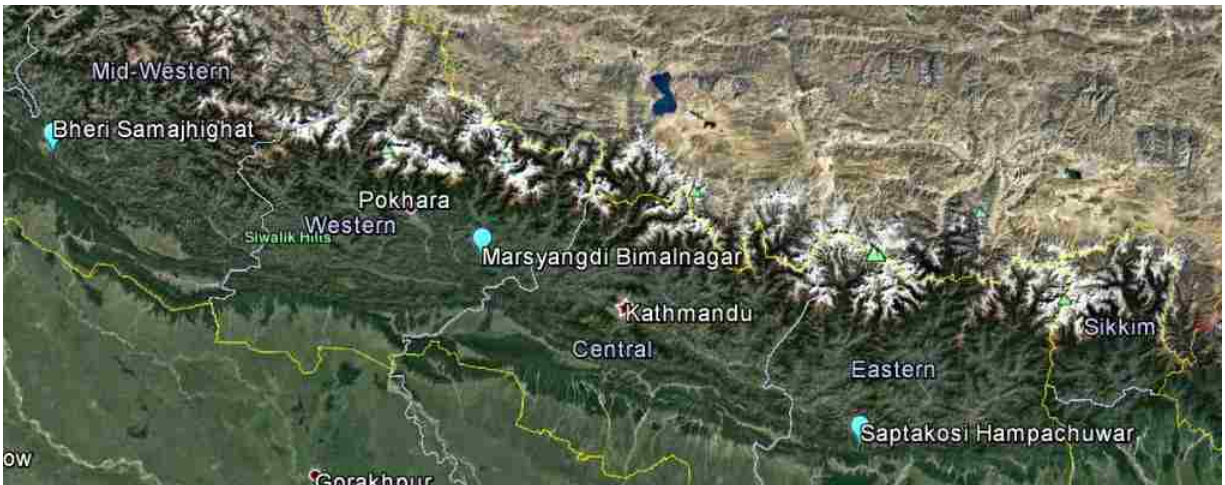 Mid-Western
Bheri Samajhighat
Pokhara
Western
Siwalik Hills
Marsyangdi Bimalnagar
Kathmandu
Central
Sikkim
Eastern
Saptakosi Hampachuwar
ow
Gorakhpur